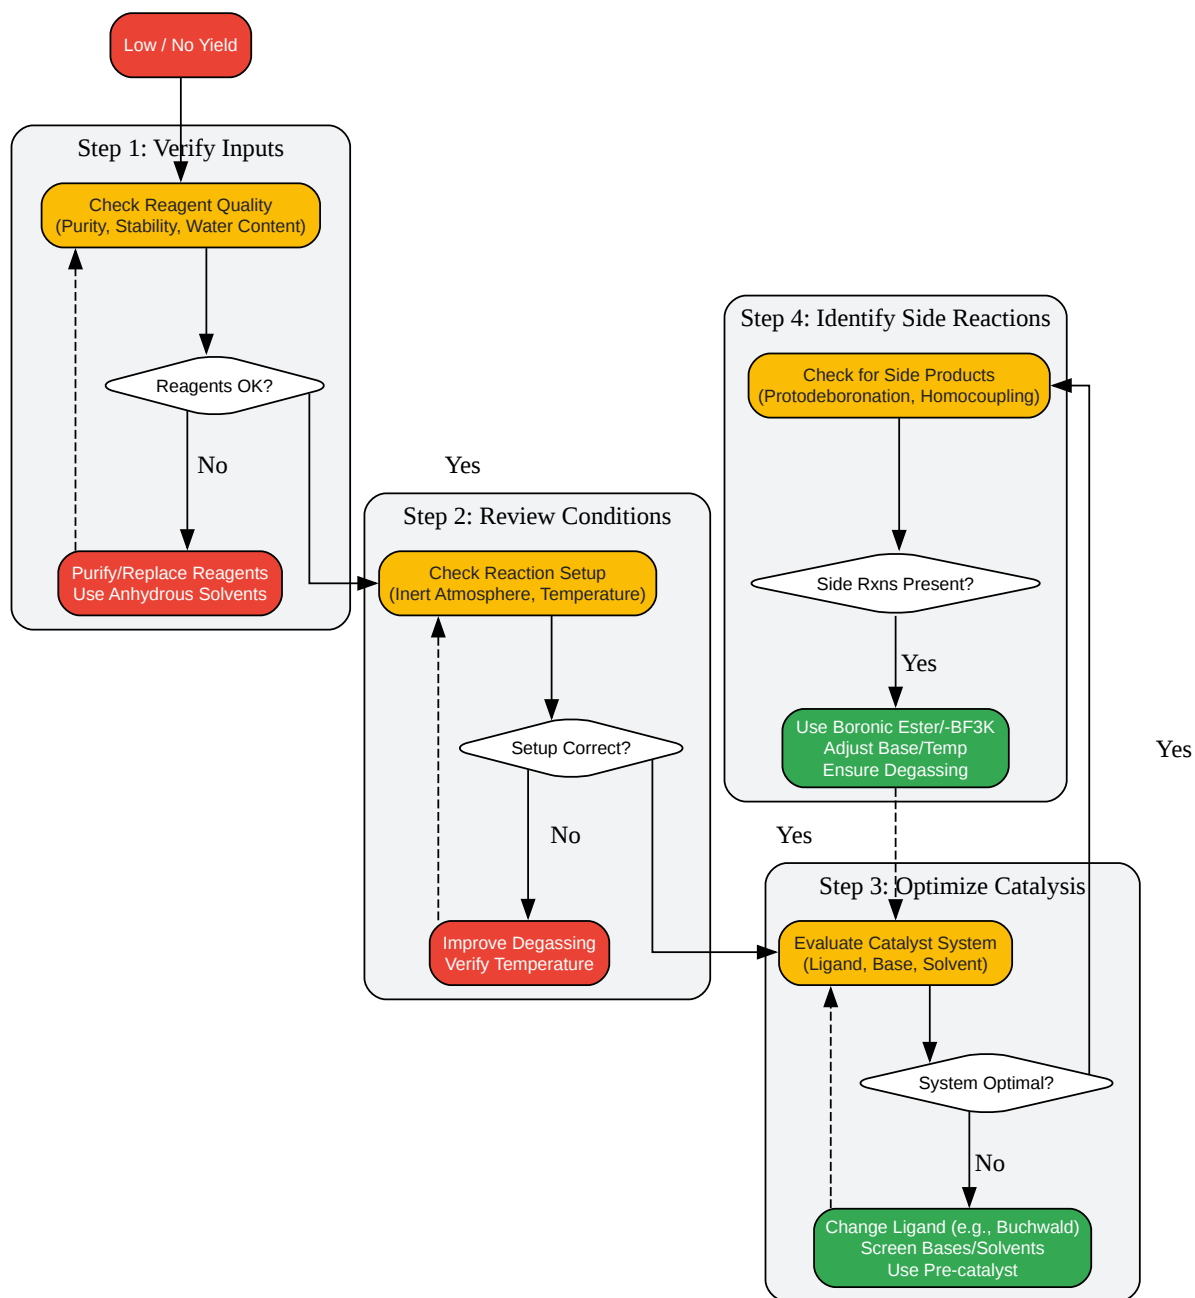 Low / No Yield
Step 1: Verify Inputs
Check Reagent Quality
(Purity, Stability, Water Content)
Reagents OK?
No
Yes
Purify/Replace Reagents
Use Anhydrous Solvents
Step 2: Review Conditions
Check Reaction Setup
(Inert Atmosphere, Temperature)
Setup Correct?
No
Yes
Improve Degassing
Verify Temperature
Step 4: Identify Side Reactions
Check for Side Products
(Protodeboronation, Homocoupling)
Side Rxns Present?
Yes
Use Boronic Ester/-BF3K
Adjust Base/Temp
Ensure Degassing
Yes
Step 3: Optimize Catalysis
Evaluate Catalyst System
(Ligand, Base, Solvent)
System Optimal?
No
Change Ligand (e.g., Buchwald)
Screen Bases/Solvents
Use Pre-catalyst